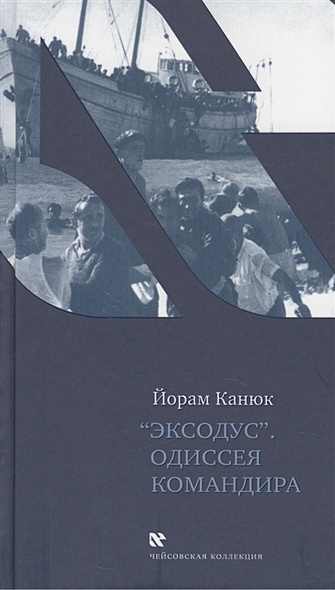 Йорам Канюк
“ЭКСОДУС”.
ОДИССЕЯ
КОМАНДИРА
ЧЕЙСОВСКАЯ КОЛЛЕКЦИЯ